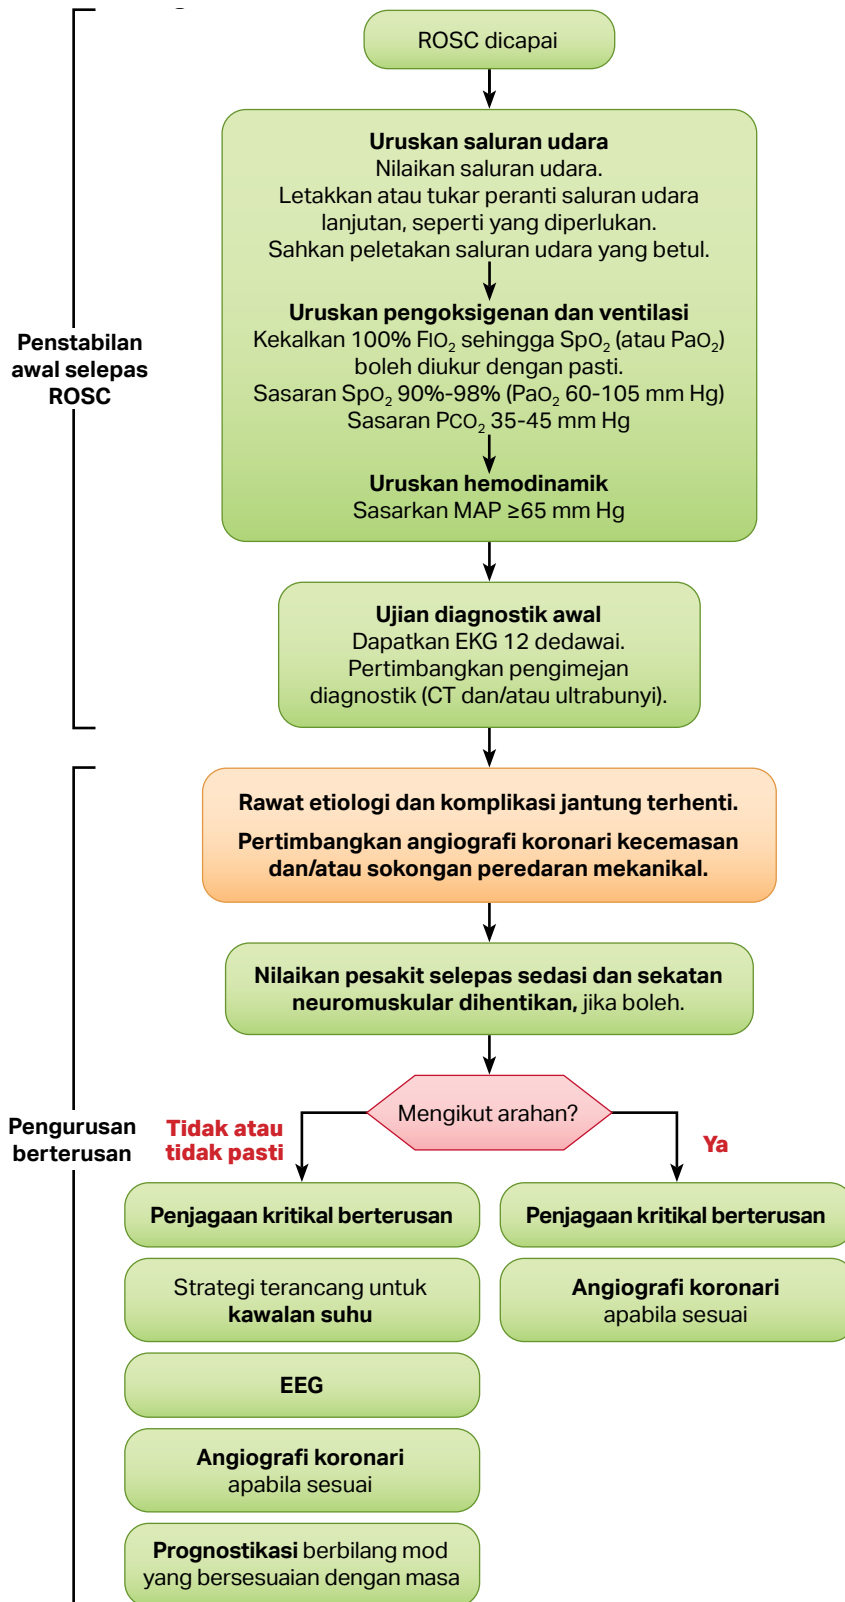 ROSC dicapai
Uruskan saluran udara
Nilaikan saluran udara.
Letakkan atau tukar peranti saluran udara
lanjutan, seperti yang diperlukan.
Sahkan peletakan saluran udara yang betul.
Uruskan pengoksigenan dan ventilasi
Kekalkan 100% FIO₂ sehingga SpO₂ (atau PaO₂)
boleh diukur dengan pasti.
Sasaran SpO₂ 90%-98% (PaO₂ 60-105 mm Hg)
Sasaran PCO₂ 35-45 mm Hg
Uruskan hemodinamik
Sasarkan MAP ≥65 mm Hg
Penstabilan
awal selepas
ROSC
Ujian diagnostik awal
Dapatkan EKG 12 dedawai.
Pertimbangkan pengimejan
diagnostik (CT dan/atau ultrabunyi).
Rawat etiologi dan komplikasi jantung terhenti.
Pertimbangkan angiografi koronari kecemasan
dan/atau sokongan peredaran mekanikal.
Nilaikan pesakit selepas sedasi dan sekatan
neuromuskular dihentikan, jika boleh.
Mengikut arahan?
Pengurusan
berterusan
Tidak atau
tidak pasti
Ya
Penjagaan kritikal berterusan
Strategi terancang untuk
kawalan suhu
EEG
Angiografi koronari
apabila sesuai
Prognostikasi berbilang mod
yang bersesuaian dengan masa
Penjagaan kritikal berterusan
Angiografi koronari
apabila sesuai